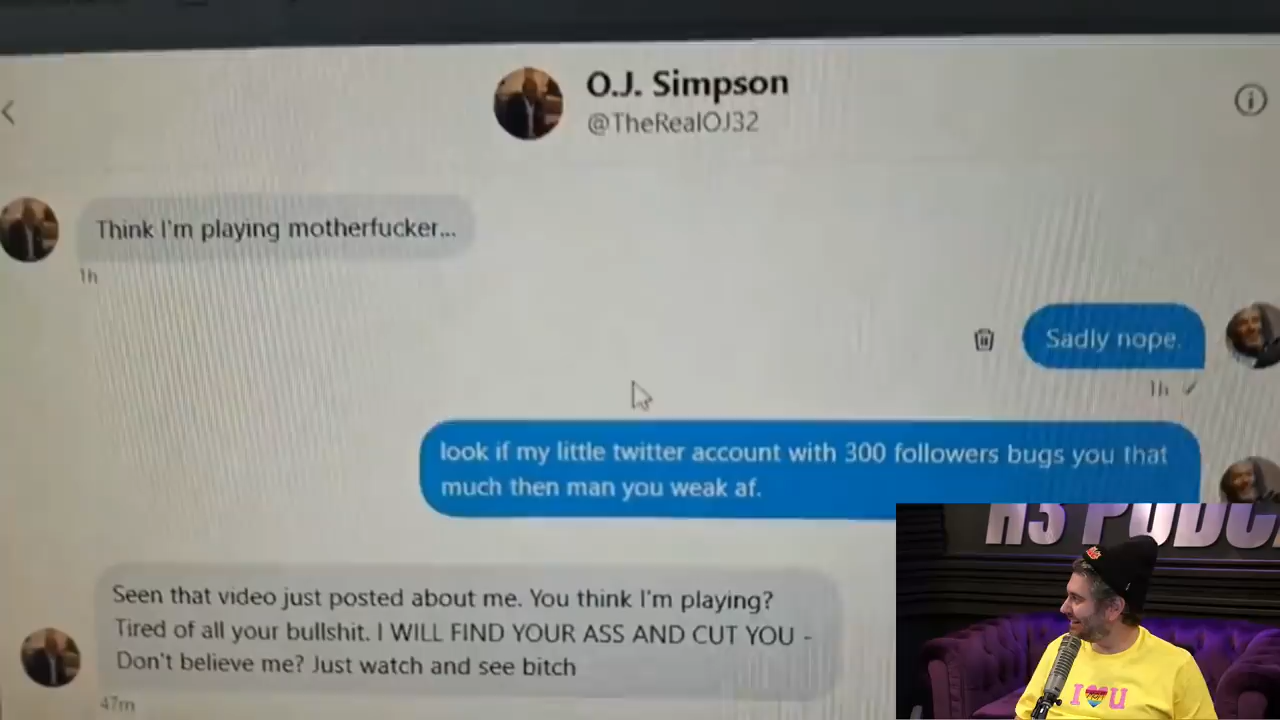 O.J. Simpson
@TheRealOJ32
Think I'm playing motherfucker...
1h
Sadly nope.
1h
look if my little twitter account with 300 followers bugs you that
much then man you weak af.
Seen that video just posted about me. You think I'm playing?
Tired of all your bullshit. I WILL FIND YOUR ASS AND CUT YOU -
Don't believe me? Just watch and see bitch
47m
H3 PODC
I U